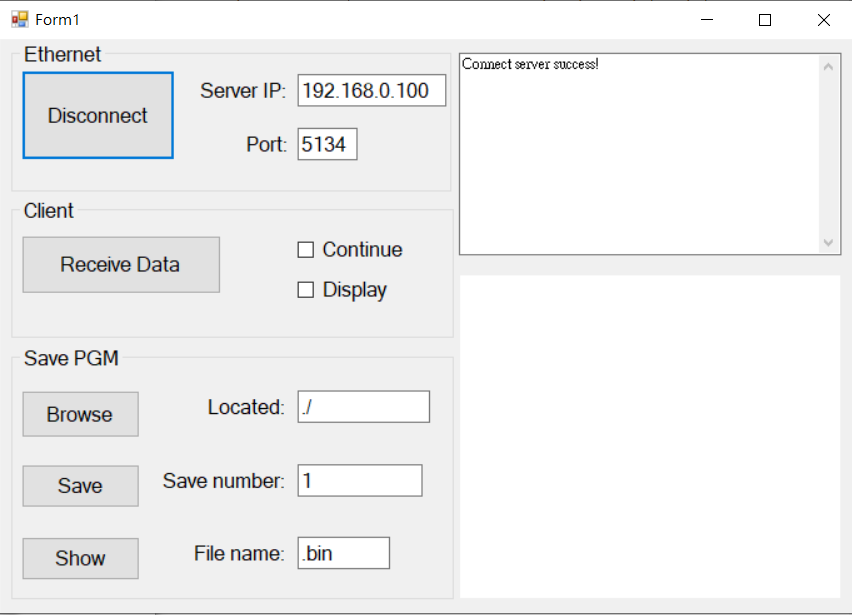 Form1
Ethernet
Disconnect
Server IP: 192.168.0.100
Port: 5134
Connect server success!
Client
Receive Data
Continue
Display
Save PGM
Browse
Located: ./
Save
Save number: 1
Show
File name: .bin